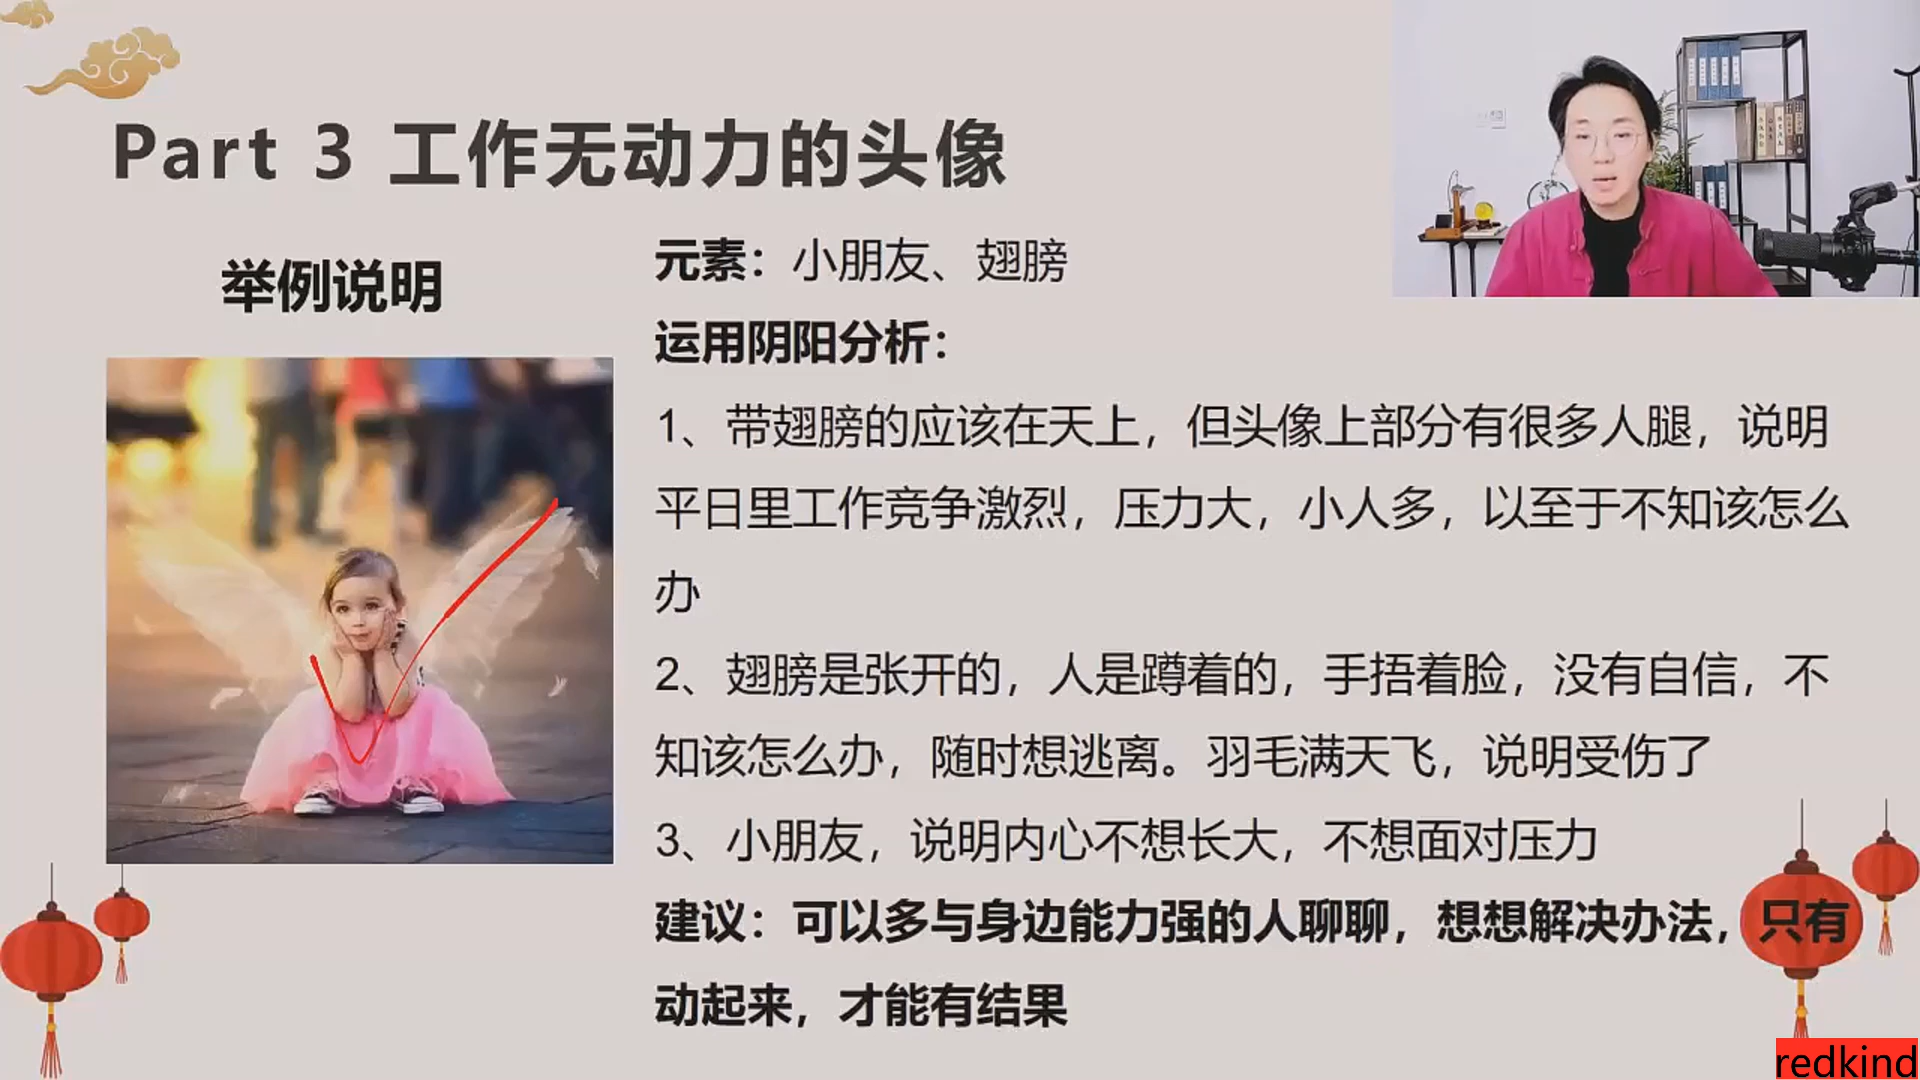 Part 3 工作无动力的头像
举例说明
元素：小朋友、翅膀
运用阴阳分析：
1、带翅膀的应该在天上，但头像上部分有很多人腿，说明
平日里工作竞争激烈，压力大，小人多，以至于不知该怎么
办
2、翅膀是张开的，人是蹲着的，手捂着脸，没有自信，不
知该怎么办，随时想逃离。羽毛满天飞，说明受伤了
3、小朋友，说明内心不想长大，不想面对压力
建议：可以多与身边能力强的人聊聊，想想解决办法，只有
动起来，才能有结果
redkind